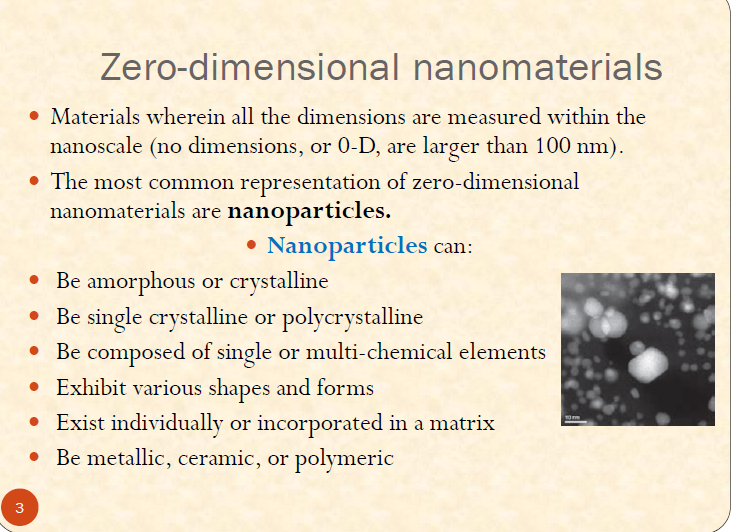 Zero-dimensional nanomaterials
• Materials wherein all the dimensions are measured within the
nanoscale (no dimensions, or 0-D, are larger than 100 nm).
• The most common representation of zero-dimensional
nanomaterials are nanoparticles.
• Nanoparticles can:
• Be amorphous or crystalline
• Be single crystalline or polycrystalline
• Be composed of single or multi-chemical elements
• Exhibit various shapes and forms
• Exist individually or incorporated in a matrix
• Be metallic, ceramic, or polymeric
10 nm
3